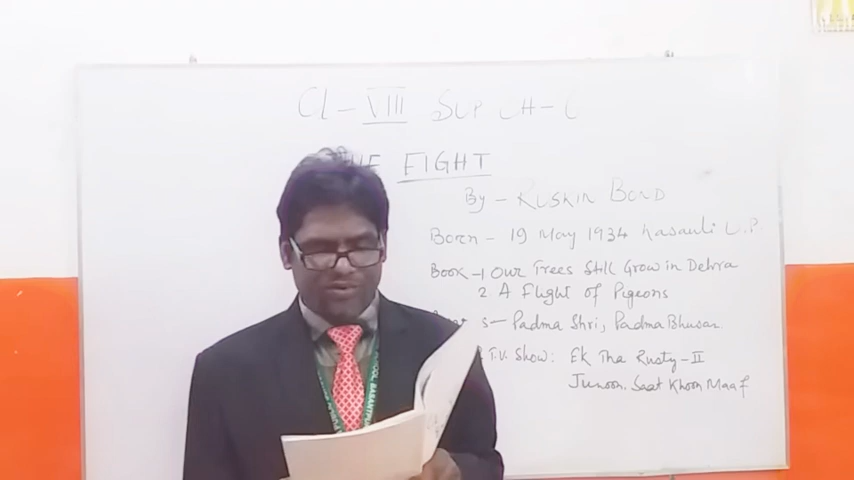 CL - VIII SUP CH - 6
THE FIGHT
By - RUSKIN BOND
Born - 19 May 1934 Kasauli U.P
Book - 1 Our Trees Still Grow in Dehra
2. A Flight of Pigeons
s - Padma Shri, Padma Bhusan
T.V. Show: Ek Tha Rusty - II
Junoon. Saat Khoon Maaf